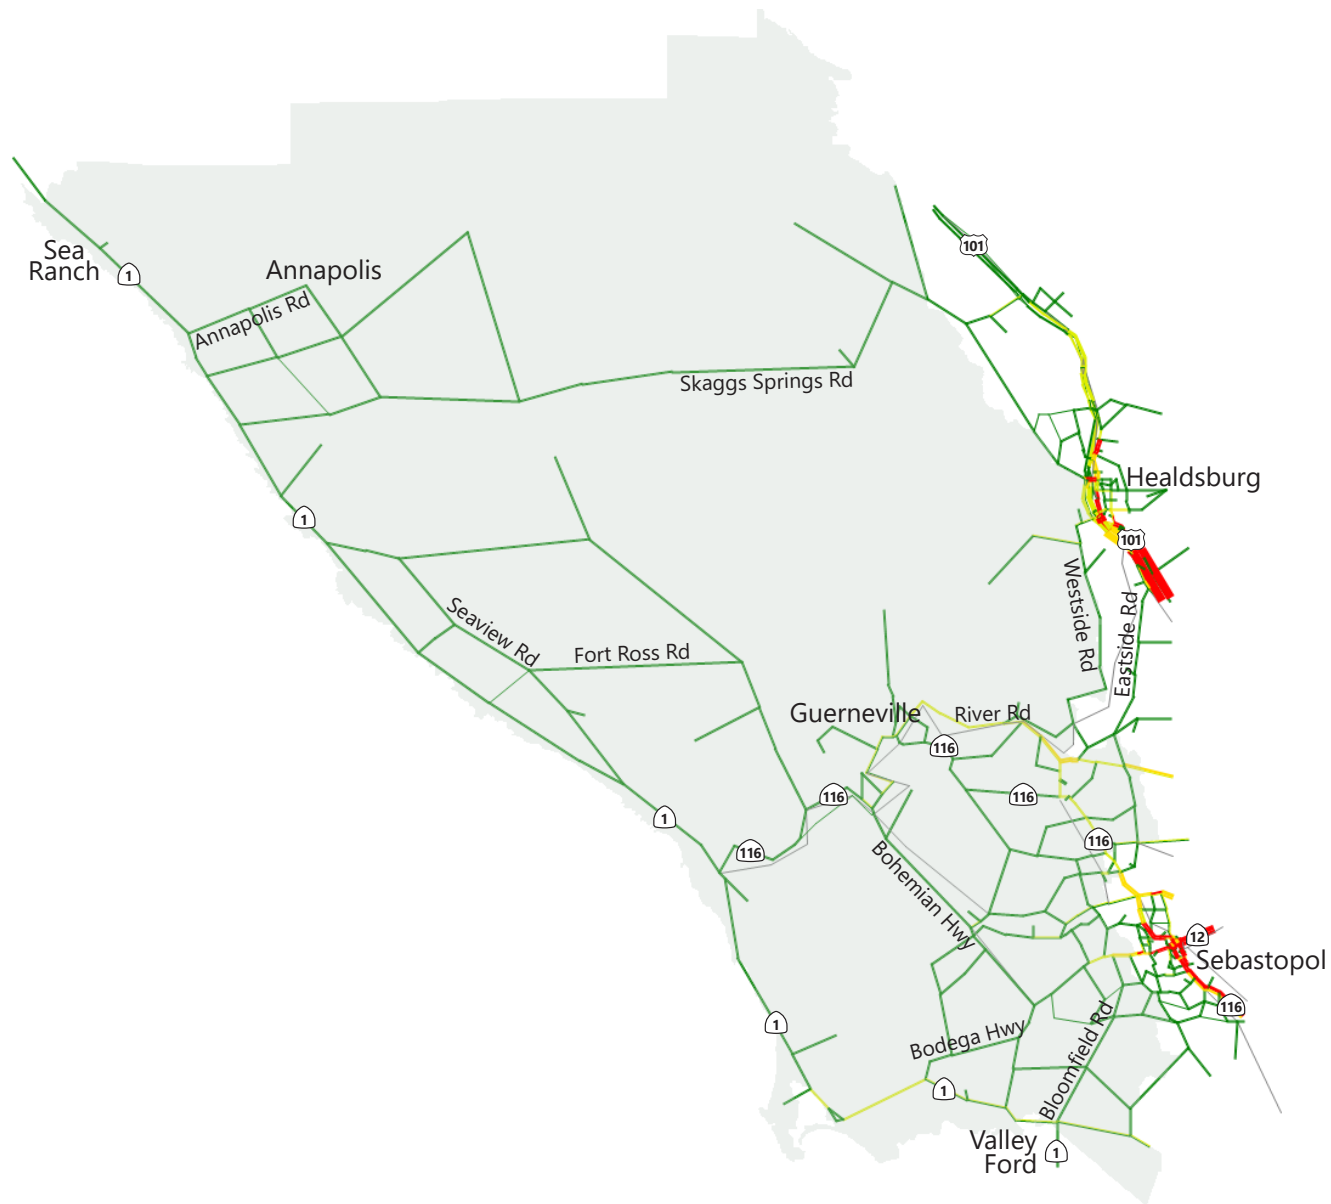 101
Sea
Ranch
1
Annapolis
Annapolis Rd
Skaggs Springs Rd
Healdsburg
1
101
Westside Rd
Eastside Rd
Seaview Rd
Fort Ross Rd
Guerneville
River Rd
116
116
116
1
116
116
Bohemian Hwy
12
Sebastopol
116
1
Bodega Hwy
Bloomfield Rd
1
Valley
Ford
1